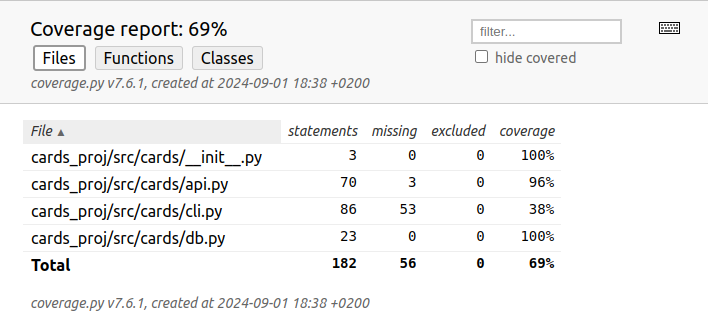 Coverage report: 69%
filter...
Files Functions Classes
hide covered
coverage.py v7.6.1, created at 2024-09-01 18:38 +0200
File ▲ statements missing excluded coverage
cards_proj/src/cards/__init__.py 3 0 0 100%
cards_proj/src/cards/api.py 70 3 0 96%
cards_proj/src/cards/cli.py 86 53 0 38%
cards_proj/src/cards/db.py 23 0 0 100%
Total 182 56 0 69%
coverage.py v7.6.1, created at 2024-09-01 18:38 +0200